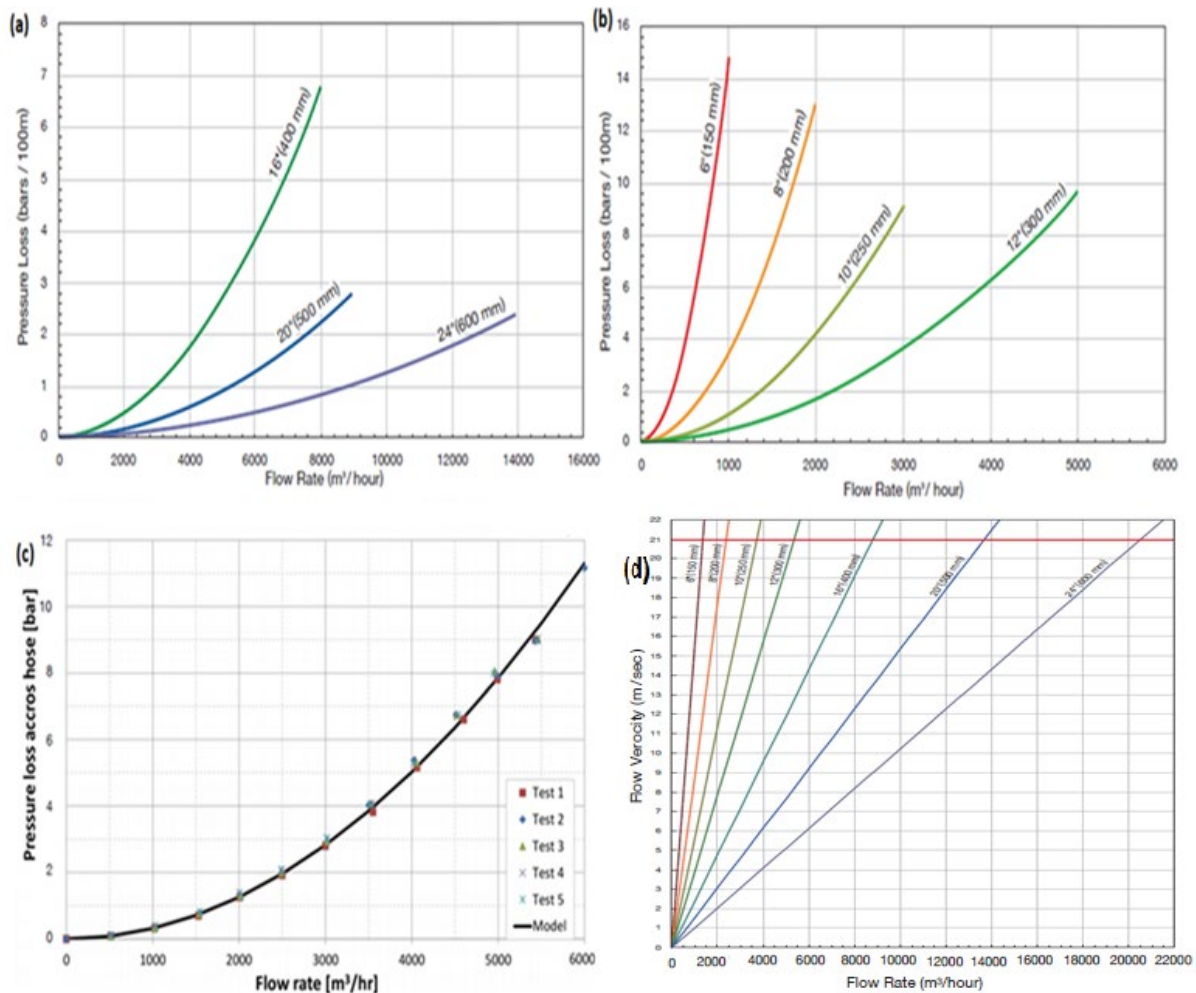 (a)
8
7
6
5
4
3
2
1
0
Pressure Loss (bars / 100m)
16"(400 mm)
20"(500 mm)
24"(600 mm)
0 2000 4000 6000 8000 10000 12000 14000 16000
Flow Rate (m³/hour)
(b)
16
14
12
10
8
6
4
2
0
Pressure Loss (bars / 100m)
6"(150 mm)
8"(200 mm)
10"(250 mm)
12"(300 mm)
0 1000 2000 3000 4000 5000 6000
Flow Rate (m³/ hour)
(c)
12
10
8
6
4
2
0
Pressure loss accros hose [bar]
Test 1
Test 2
Test 3
Test 4
Test 5
Model
0 1000 2000 3000 4000 5000 6000
Flow rate [m³/hr]
(d)
22
21
20
19
18
17
16
15
14
13
12
11
10
9
8
7
6
5
4
3
2
1
0
Flow Verocity (m/sec)
6"(150 mm)
8"(200 mm)
10"(250 mm)
12"(300 mm)
16"(400 mm)
20"(500 mm)
24"(600 mm)
0 2000 4000 6000 8000 10000 12000 14000 16000 18000 20000 22000
Flow Rate (m³/hour)